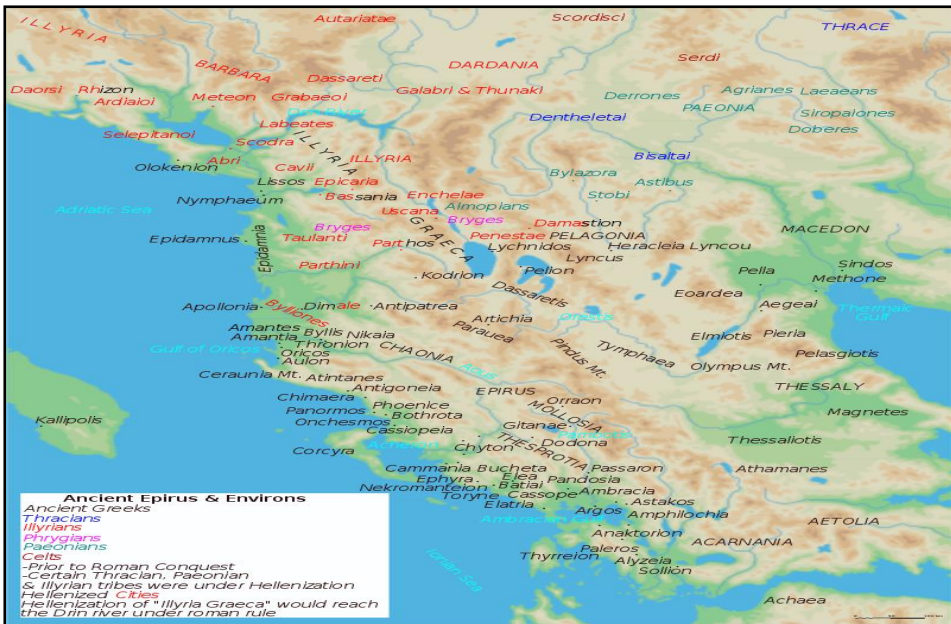 Autariatae
Scordisci
ILLYRIA
THRACE
BARBARA
DARDANIA
Serdi
Dassareti
Daorsi
Rhizon
Ardialoi
Meteon
Grabaeoi
Galabri & Thunaki
Derrones
Agrianes
Laeaeans
PAEONIA
Siropaiones
Dentheletai
Doberes
Labeates
Selepitanoi
Scodra
ILLYRIA
Abri
Cavii
ILLYRIA
Bisaltai
Olokenion
Bylazora
Astibus
Lissos
Epicaria
Bassania
Enchelae
Stobi
Nymphaeum
Almopians
Adriatic Sea
Uscana
Bryges
Damastion
GRAECA
Bryges
Penestae
PELAGONIA
MACEDON
Epidamnus
Epidamnia
Taulanti
Parthos
Lychnidos
Heracleia Lyncou
Lyncus
Parthini
Kodrion
Pellon
Pella
Sindos
Methone
Dassaretis
Eoardea
Aegeai
Thermaic
Gulf
Apollonia
Byllones
Dimale
Antipatrea
Artichia
Amantes
Byllis
Nikaia
Parauea
Elmiotis
Pieria
Amantia
Thronion
Gulf of Oricos
Oricos
CHAONIA
Pindus Mt.
Tymphaea
Pelasgiotis
Aulon
Olympus Mt.
Ceraunia Mt.
Atintanes
Antigoneia
EPIRUS
THESSALY
Chimaera
Orraon
Panormos
Phoenice
MOLLOSIA
Magnetes
Kallipolis
Onchesmos
Bothrota
Gitanae
Cassiopeia
Thessaliotis
Corcyra
Chyton
THESPROTIA
Dodona
Cammania
Bucheta
Passaron
Athamanes
Ephyra
Elea
Pandosia
Nekromanteion
Batiai
Toryne
Cassope
Ambracia
Astakos
Elatria
Argos
Amphilochia
AETOLIA
Anaktorion
ACARNANIA
Paleros
Thyrreion
Alyzeia
Ionian Sea
Sollion
Achaea
Ancient Epirus & Environs
Ancient Greeks
Thracians
Illyrians
Phrygians
Paeonians
Celts
-Prior to Roman Conquest
-Certain Thracian, Paeonian
& Illyrian tribes were under Hellenization
Hellenized Cities
Hellenization of "Illyria Graeca" would reach
the Drin river under roman rule